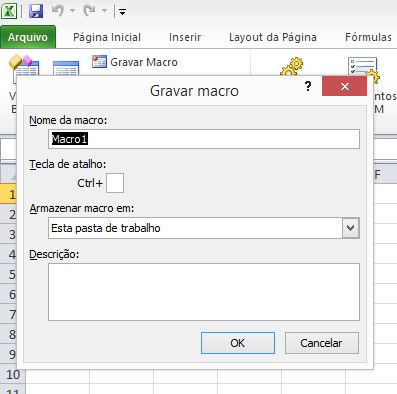 Arquivo Página Inicial Inserir Layout da Página Fórmulas
Gravar Macro
Gravar macro
Nome da macro:
Macro1
Tecla de atalho:
Ctrl+
Armazenar macro em:
Esta pasta de trabalho
Descrição:
OK Cancelar
F
1
2
3
4
5
6
7
8
9
10
11